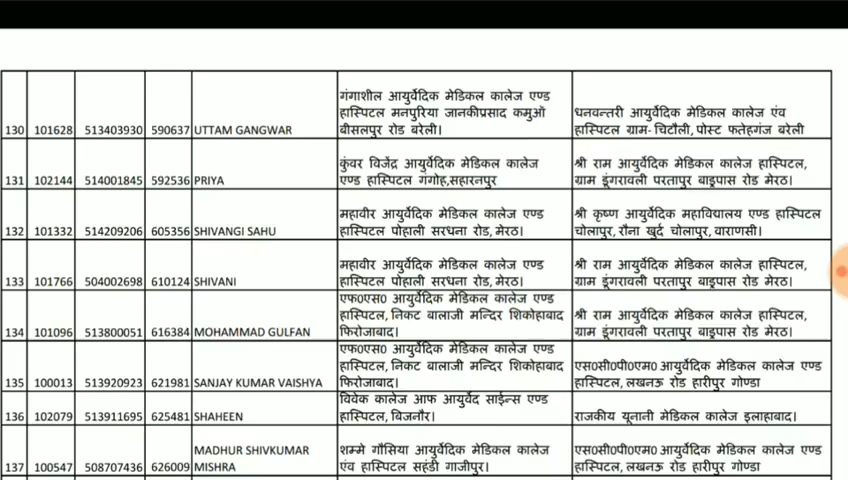 गंगाशील आयुर्वेदिक मेडिकल कालेज एण्ड
हास्पिटल मनपुरिया जानकीप्रसाद कमुओं
धनवन्तरी आयुर्वेदिक मेडिकल कालेज एंव
130 101628 513403930 590637 UTTAM GANGWAR बीसलपुर रोड बरेली। हास्पिटल ग्राम- चिटौली, पोस्ट फतेहगंज बरेली
कुंवर विजेंद्र आयुर्वेदिक मेडिकल कालेज श्री राम आयुर्वेदिक मेडिकल कालेज हास्पिटल,
131 102144 514001845 592536 PRIYA एण्ड हास्पिटल गंगोह,सहारनपुर ग्राम डूंगरावली परतापुर बाइपास रोड मेरठ।
महावीर आयुर्वेदिक मेडिकल कालेज एण्ड श्री कृष्ण आयुर्वेदिक महाविद्यालय एण्ड हास्पिटल
132 101332 514209206 605356 SHIVANGI SAHU हास्पिटल पोहाली सरधना रोड, मेरठ। चोलापुर, रौना खुर्द चोलापुर, वाराणसी।
महावीर आयुर्वेदिक मेडिकल कालेज एण्ड श्री राम आयुर्वेदिक मेडिकल कालेज हास्पिटल,
133 101766 504002698 610124 SHIVANI हास्पिटल पोहाली सरधना रोड, मेरठ। ग्राम डूंगरावली परतापुर बाइपास रोड मेरठ।
एफ0एस0 आयुर्वेदिक मेडिकल कालेज एण्ड
हास्पिटल, निकट बालाजी मन्दिर शिकोहाबाद श्री राम आयुर्वेदिक मेडिकल कालेज हास्पिटल,
134 101096 513800051 616384 MOHAMMAD GULFAN फिरोजाबाद। ग्राम डूंगरावली परतापुर बाइपास रोड मेरठ।
एफ0एस0 आयुर्वेदिक मेडिकल कालेज एण्ड
हास्पिटल, निकट बालाजी मन्दिर शिकोहाबाद एस0सी0पी0एम0 आयुर्वेदिक मेडिकल कालेज एण्ड
135 100013 513920923 621981 SANJAY KUMAR VAISHYA फिरोजाबाद। हास्पिटल, लखनऊ रोड हारीपुर गोण्डा
विवेक कालेज आफ आयुर्वेद साईन्स एण्ड
136 102079 513911695 625481 SHAHEEN हास्पिटल, बिजनौर। राजकीय यूनानी मेडिकल कालेज इलाहाबाद।
MADHUR SHIVKUMAR शम्मे गौसिया आयुर्वेदिक मेडिकल कालेज एस0सी0पी0एम0 आयुर्वेदिक मेडिकल कालेज एण्ड
137 100547 508707436 626009 MISHRA एंव हास्पिटल सहंडी गाजीपुर। हास्पिटल, लखनऊ रोड हारीपुर गोण्डा